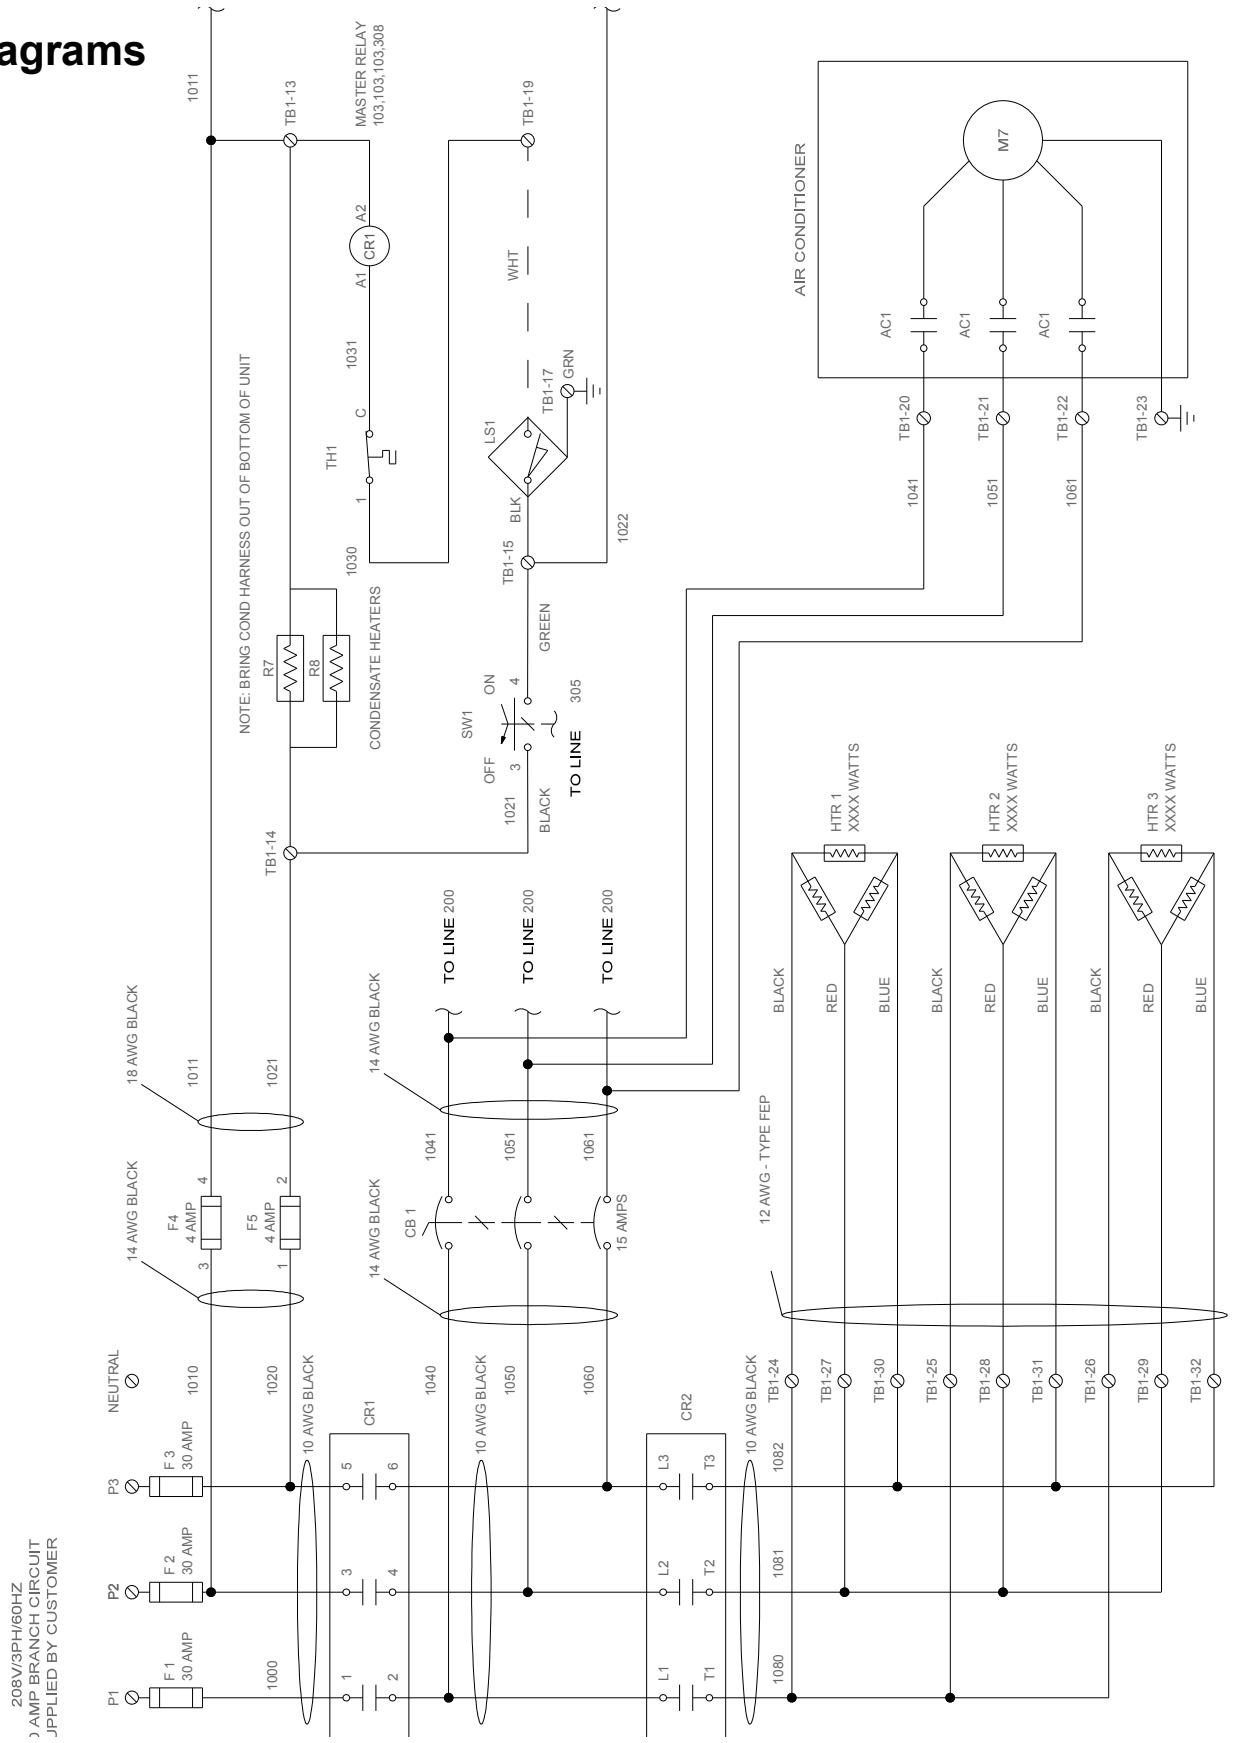 agrams
208V/3PH/60HZ
0 AMP BRANCH CIRCUIT
UPPLIED BY CUSTOMER
P1
F 1
30 AMP
1000
P2
F 2
30 AMP
P3
F 3
30 AMP
NEUTRAL
1010
1020
10 AWG BLACK
CR1
1
2
3
4
5
6
14 AWG BLACK
3
4
F4
4 AMP
1
2
F5
4 AMP
18 AWG BLACK
1011
1021
TB1-14
R7
R8
CONDENSATE HEATERS
NOTE: BRING COND HARNESS OUT OF BOTTOM OF UNIT
1011
TB1-13
MASTER RELAY
103,103,103,308
A2
CR1
A1
1031
C
TH1
1
1030
TB1-19
WHT
LS1
TB1-17
GRN
BLK
TB1-15
1022
GREEN
SW1
ON
4
OFF
3
305
TO LINE
1021
BLACK
10 AWG BLACK
1040
1050
1060
14 AWG BLACK
CB 1
15 AMPS
1041
1051
1061
14 AWG BLACK
TO LINE 200
TO LINE 200
TO LINE 200
AIR CONDITIONER
M7
AC1
AC1
AC1
TB1-20
TB1-21
TB1-22
TB1-23
1041
1051
1061
CR2
L1
T1
L2
T2
L3
T3
10 AWG BLACK
1080
1081
1082
TB1-24
TB1-27
TB1-30
TB1-25
TB1-28
TB1-31
TB1-26
TB1-29
TB1-32
12 AWG - TYPE FEP
BLACK
RED
BLUE
BLACK
RED
BLUE
BLACK
RED
BLUE
HTR 1
XXXX WATTS
HTR 2
XXXX WATTS
HTR 3
XXXX WATTS